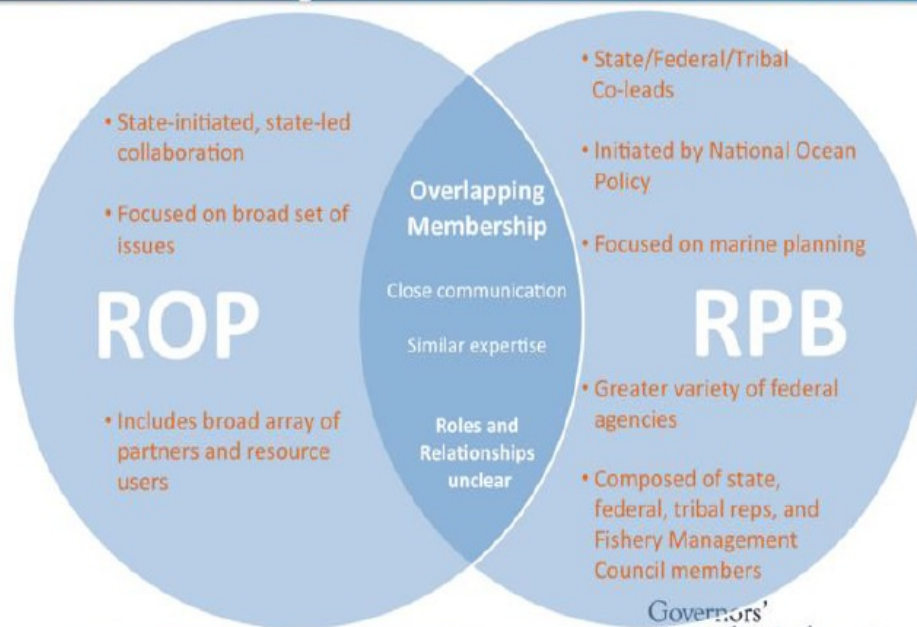 • State-initiated, state-led
collaboration
• Focused on broad set of
issues
ROP
• Includes broad array of
partners and resource
users
Overlapping
Membership
Close communication
Similar expertise
Roles and
Relationships
unclear
• State/Federal/Tribal
Co-leads
• Initiated by National Ocean
Policy
• Focused on marine planning
RPB
• Greater variety of federal
agencies
• Composed of state,
federal, tribal reps, and
Fishery Management
Council members
Governors'